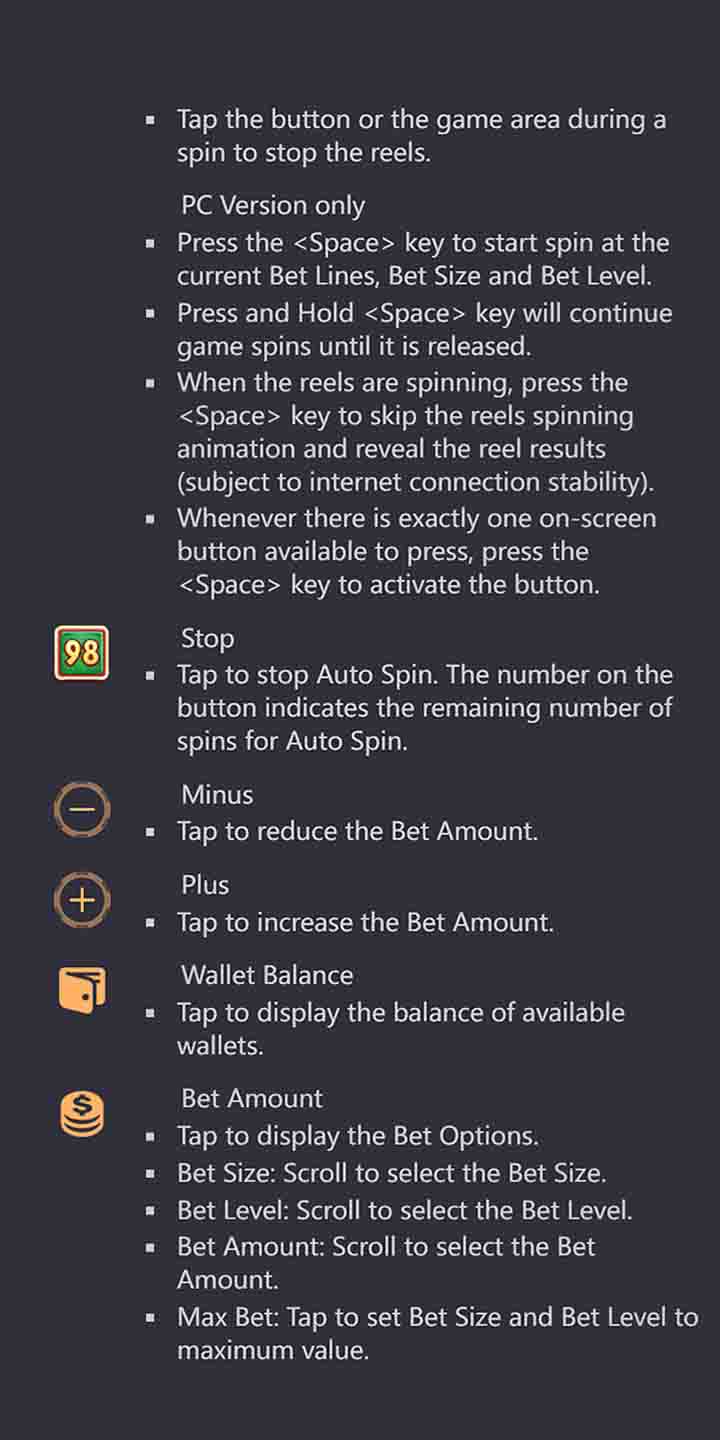 ▪ Tap the button or the game area during a
spin to stop the reels.
PC Version only
▪ Press the <Space> key to start spin at the
current Bet Lines, Bet Size and Bet Level.
▪ Press and Hold <Space> key will continue
game spins until it is released.
▪ When the reels are spinning, press the
<Space> key to skip the reels spinning
animation and reveal the reel results
(subject to internet connection stability).
▪ Whenever there is exactly one on-screen
button available to press, press the
<Space> key to activate the button.
98
Stop
▪ Tap to stop Auto Spin. The number on the
button indicates the remaining number of
spins for Auto Spin.
Minus
▪ Tap to reduce the Bet Amount.
Plus
▪ Tap to increase the Bet Amount.
Wallet Balance
▪ Tap to display the balance of available
wallets.
$
Bet Amount
▪ Tap to display the Bet Options.
▪ Bet Size: Scroll to select the Bet Size.
▪ Bet Level: Scroll to select the Bet Level.
▪ Bet Amount: Scroll to select the Bet
Amount.
▪ Max Bet: Tap to set Bet Size and Bet Level to
maximum value.